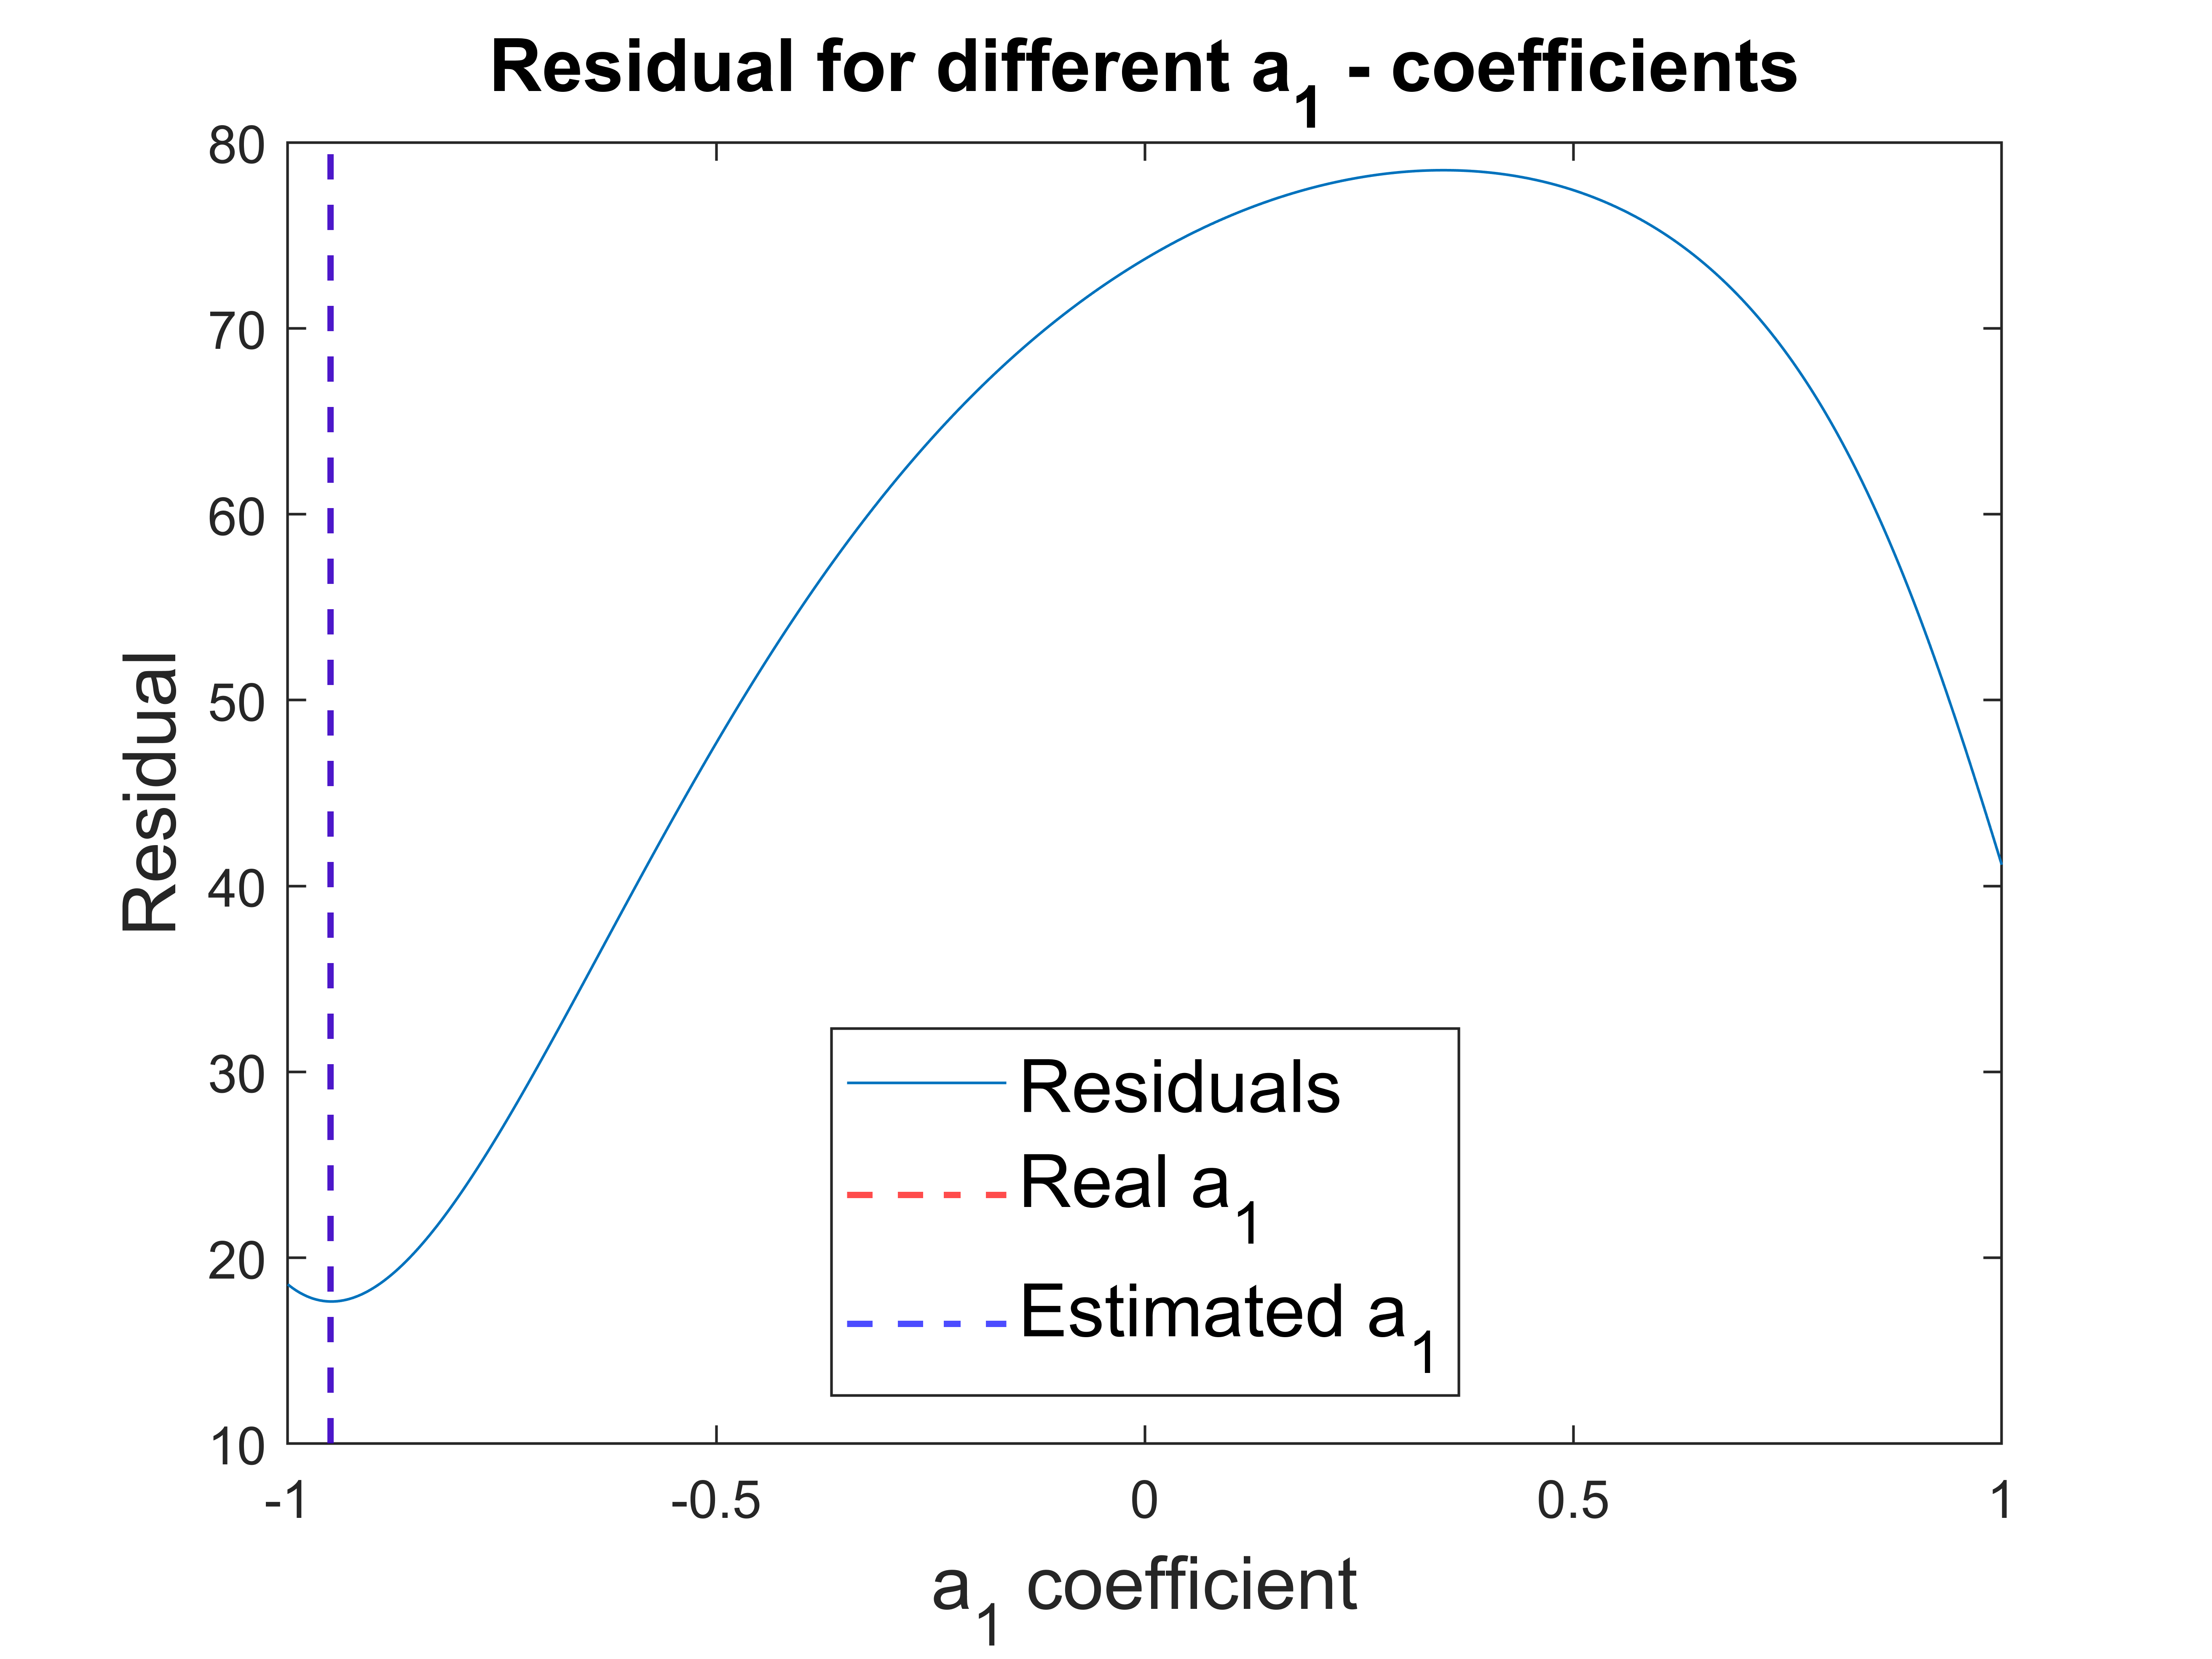 Residual for different a₁ - coefficients
80
70
60
50
40
30
20
10
Residual
Residuals
Real a₁
Estimated a₁
-1 -0.5 0 0.5 1
a₁ coefficient